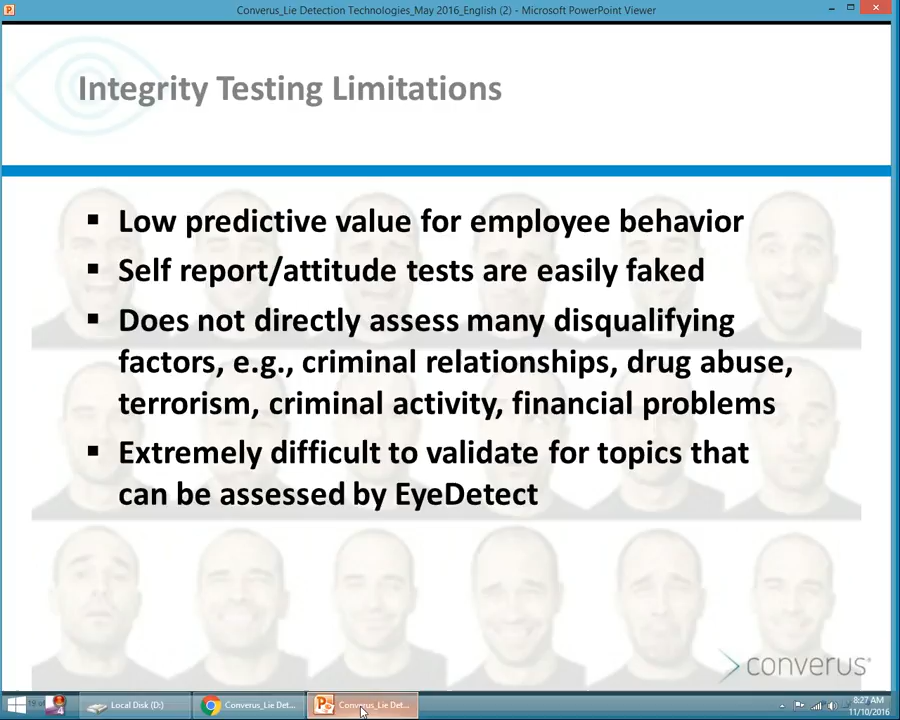 Converus_Lie Detection Technologies_May 2016_English (2) - Microsoft PowerPoint Viewer
Integrity Testing Limitations
▪ Low predictive value for employee behavior
▪ Self report/attitude tests are easily faked
▪ Does not directly assess many disqualifying
factors, e.g., criminal relationships, drug abuse,
terrorism, criminal activity, financial problems
▪ Extremely difficult to validate for topics that
can be assessed by EyeDetect
converus®
Local Disk (D:)
Converus_Lie Det...
Converus_Lie Det...
8:27 AM
11/10/2016